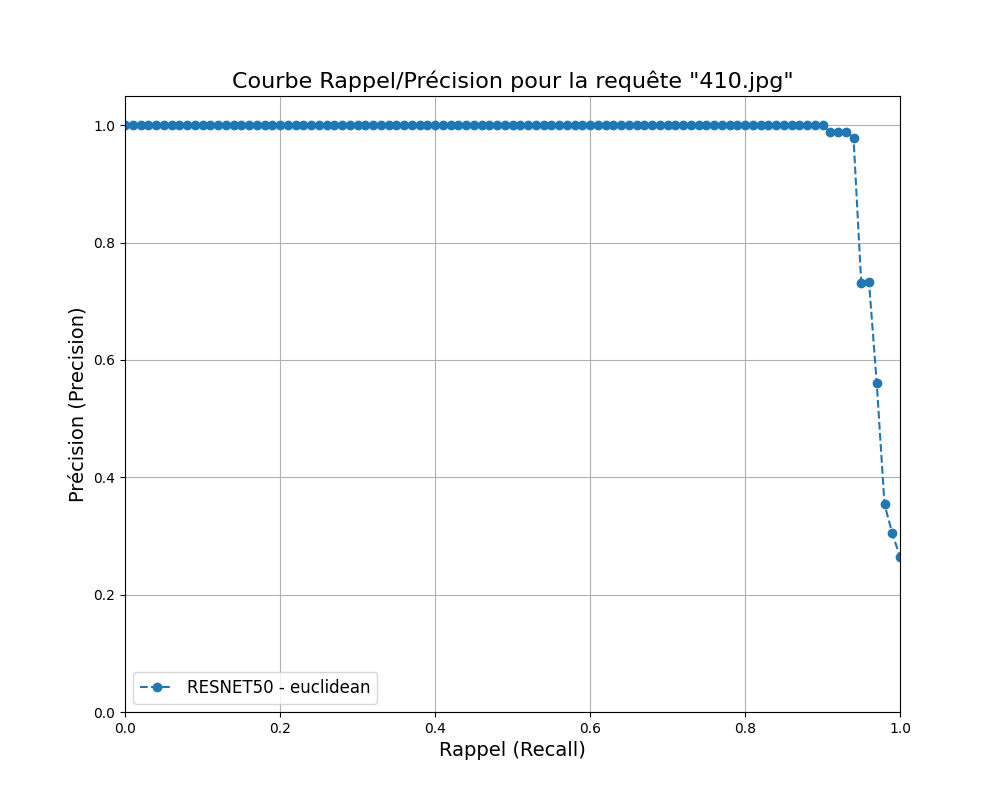 Courbe Rappel/Précision pour la requête "410.jpg"
Précision (Precision)
1.0
0.8
0.6
0.4
0.2
0.0
RESNET50 - euclidean
0.0 0.2 0.4 0.6 0.8 1.0
Rappel (Recall)